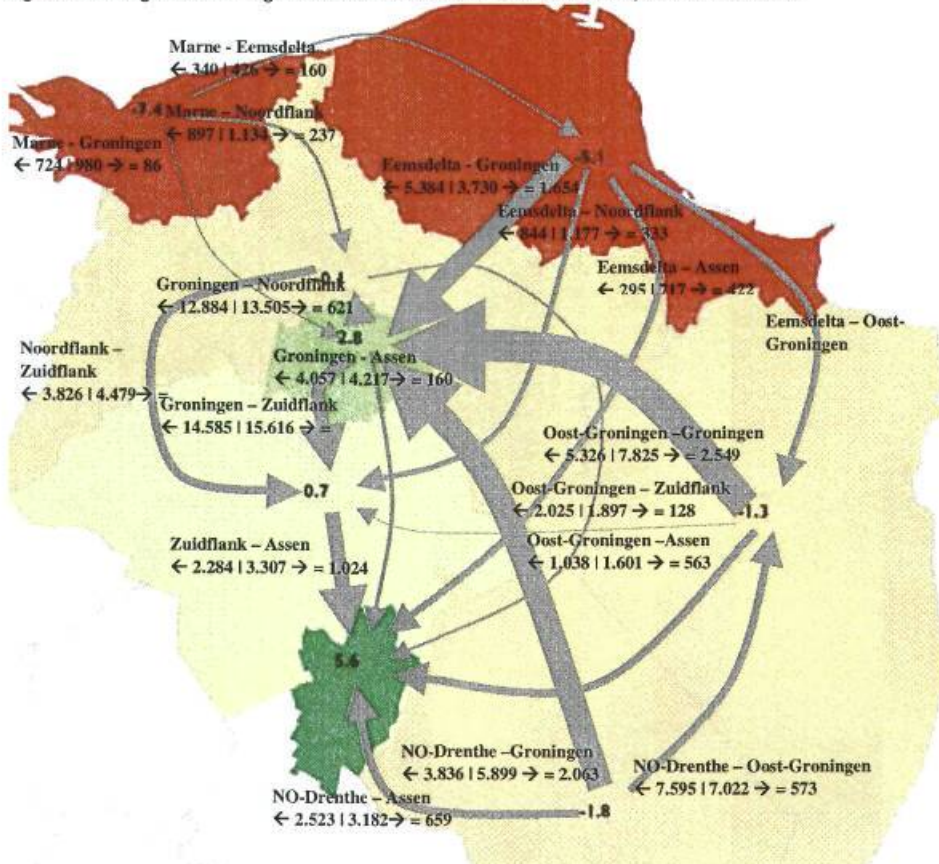 Marne - Eemsdelta
← 340 | 426 → = 160
-7.4 Marne – Noordflank
← 897 | 1.134 → = 237
Marne - Groningen
← 724 | 980 → = 86
-5.1
Eemsdelta - Groningen
← 5.384 | 3.730 → = 1.654
Eemsdelta – Noordflank
← 844 | 1.177 → = 333
Eemsdelta – Assen
← 295 | 717 → = 422
Eemsdelta – Oost-
Groningen
-0.1
Groningen – Noordflank
← 12.884 | 13.505 → = 621
2.8
Groningen - Assen
← 4.057 | 4.217 → = 160
Noordflank –
Zuidflank
← 3.826 | 4.479 → =
Groningen – Zuidflank
← 14.585 | 15.616 → =
Oost-Groningen –Groningen
← 5.326 | 7.825 → = 2.549
0.7
Oost-Groningen – Zuidflank
← 2.025 | 1.897 → = 128
-1.3
Oost-Groningen –Assen
← 1.038 | 1.601 → = 563
Zuidflank – Assen
← 2.284 | 3.307 → = 1.024
5.6
NO-Drenthe –Groningen
← 3.836 | 5.899 → = 2.063
NO-Drenthe – Oost-Groningen
← 7.595 | 7.022 → = 573
NO-Drenthe – Assen
← 2.523 | 3.182 → = 659
-1.8